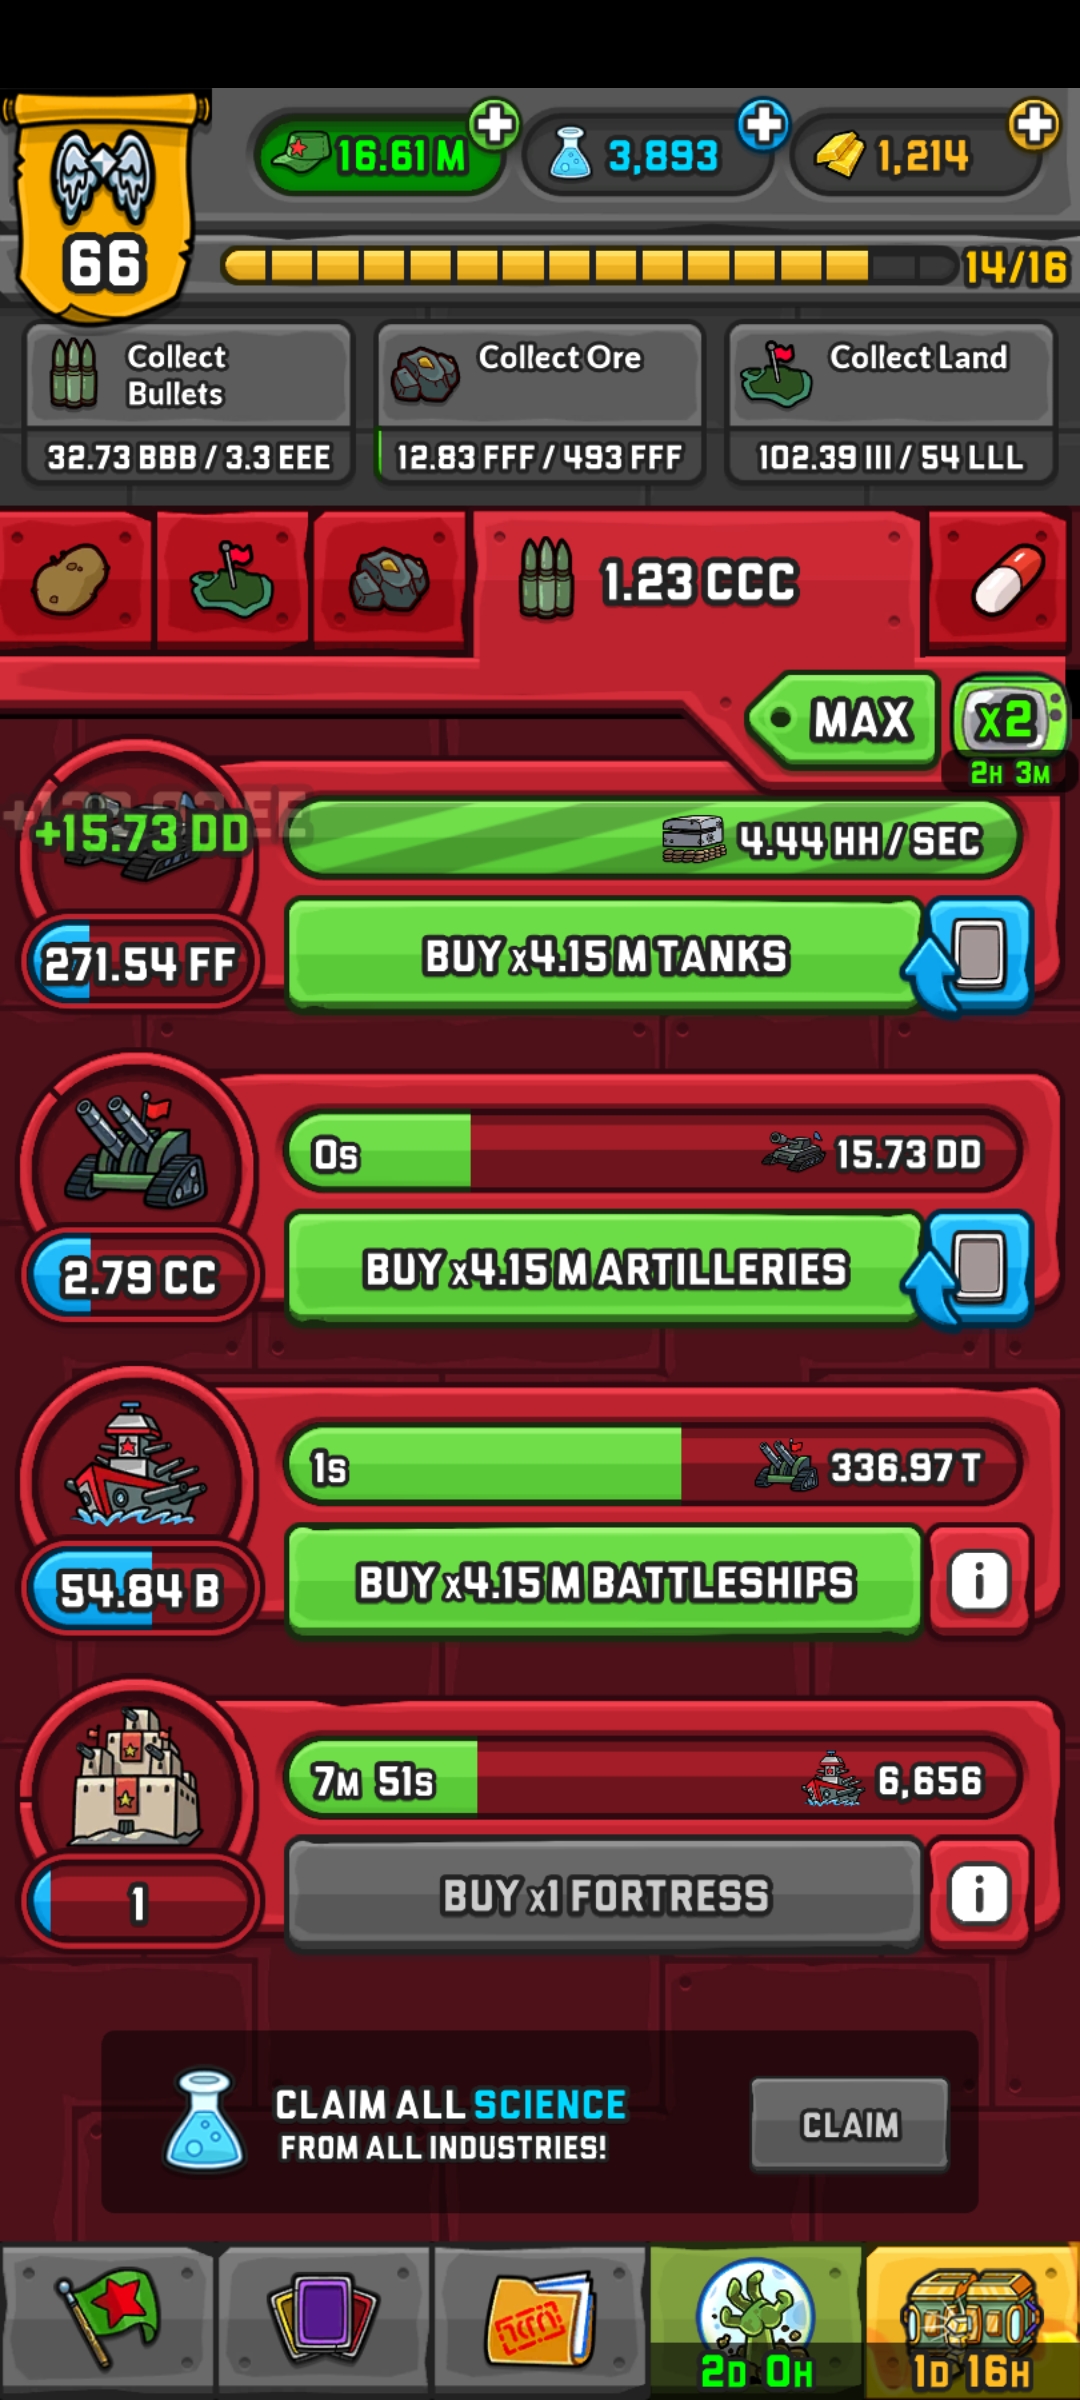 16.61 M
3,893
1,214
66
14/16
Collect
Bullets
Collect Ore
Collect Land
32.73 BBB / 3.3 EEE
12.83 FFF / 493 FFF
102.39 III / 54 LLL
1.23 CCC
MAX
x2
2H 3M
+15.73 DD
4.44 HH / SEC
271.54 FF
BUY x4.15 M TANKS
0s
15.73 DD
2.79 CC
BUY x4.15 M ARTILLERIES
1s
336.97 T
54.84 B
BUY x4.15 M BATTLESHIPS
i
7M 51s
6,656
1
BUY x1 FORTRESS
i
CLAIM ALL SCIENCE
FROM ALL INDUSTRIES!
CLAIM
2D 0H
1D 16H